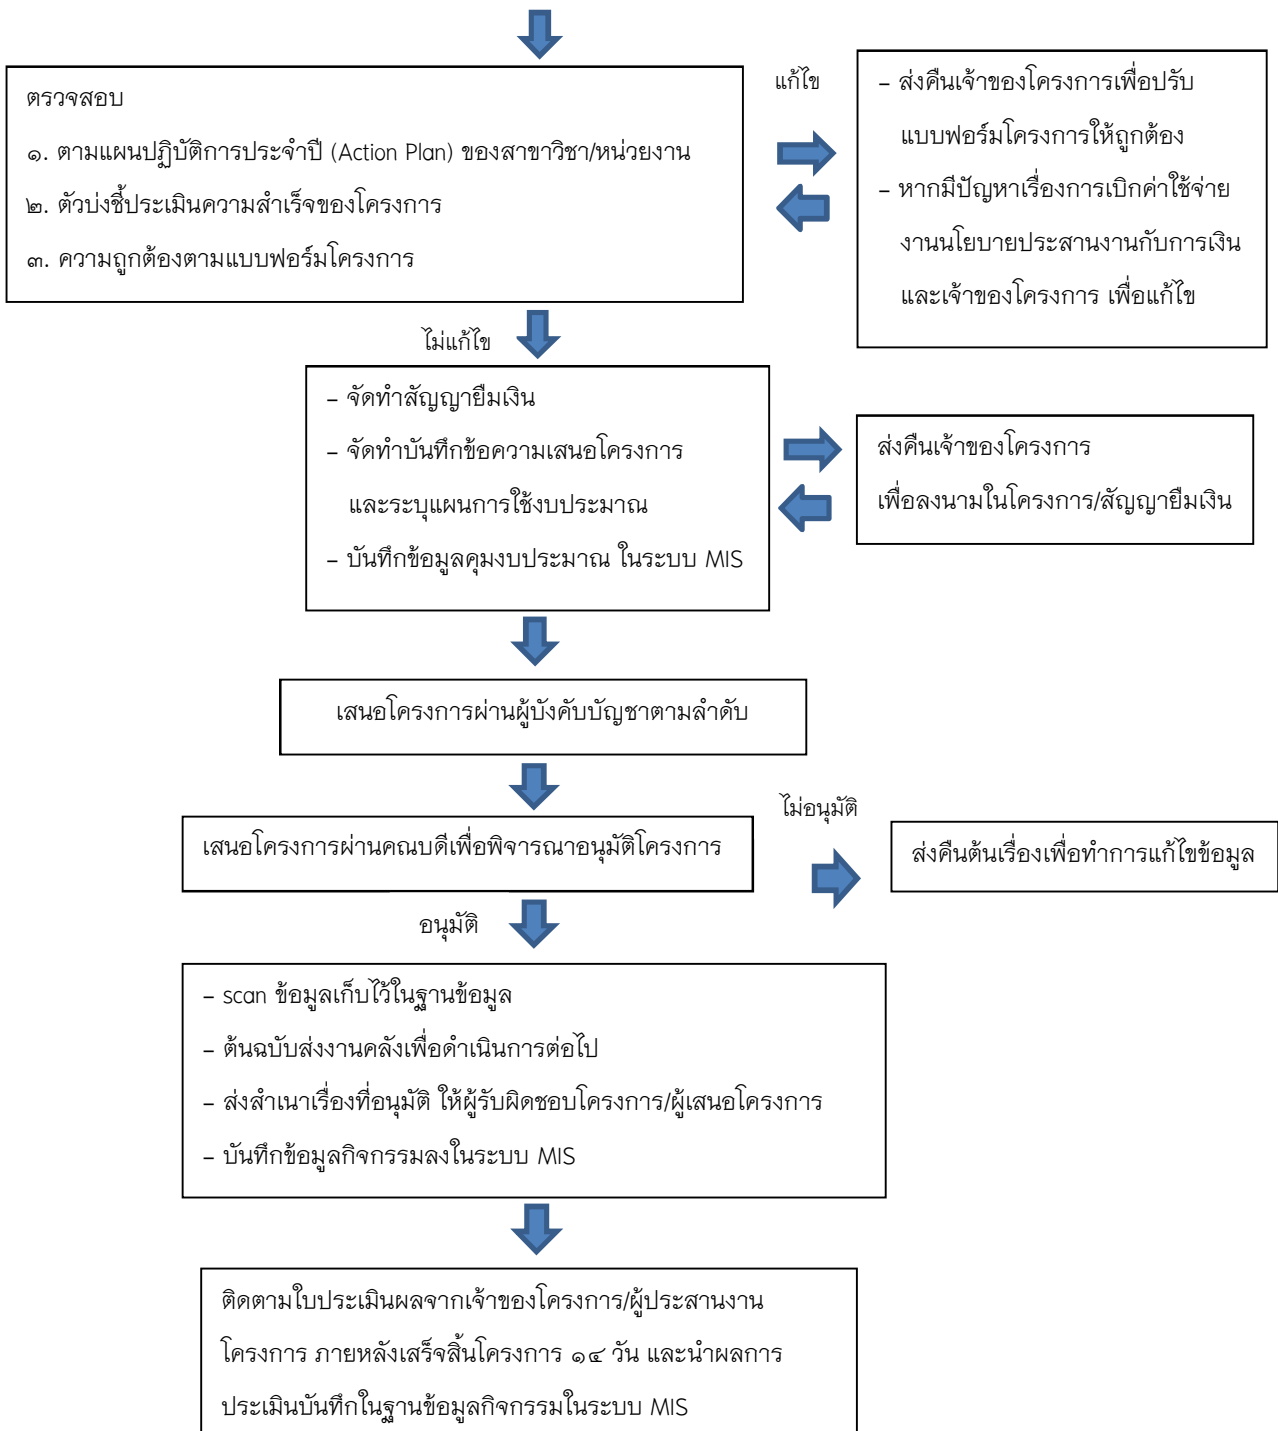 ตรวจสอบ
๑. ตามแผนปฏิบัติการประจำปี (Action Plan) ของสาขาวิชา/หน่วยงาน
๒. ตัวบ่งชี้ประเมินความสำเร็จของโครงการ
๓. ความถูกต้องตามแบบฟอร์มโครงการ
แก้ไข
– ส่งคืนเจ้าของโครงการเพื่อปรับ
แบบฟอร์มโครงการให้ถูกต้อง
– หากมีปัญหาเรื่องการเบิกค่าใช้จ่าย
งานนโยบายประสานงานกับการเงิน
และเจ้าของโครงการ เพื่อแก้ไข
ไม่แก้ไข
– จัดทำสัญญายืมเงิน
– จัดทำบันทึกข้อความเสนอโครงการ
และระบุแผนการใช้งบประมาณ
– บันทึกข้อมูลคุมงบประมาณ ในระบบ MIS
ส่งคืนเจ้าของโครงการ
เพื่อลงนามในโครงการ/สัญญายืมเงิน
เสนอโครงการผ่านผู้บังคับบัญชาตามลำดับ
เสนอโครงการผ่านคณบดีเพื่อพิจารณาอนุมัติโครงการ
ไม่อนุมัติ
ส่งคืนต้นเรื่องเพื่อทำการแก้ไขข้อมูล
อนุมัติ
– scan ข้อมูลเก็บไว้ในฐานข้อมูล
– ต้นฉบับส่งงานคลังเพื่อดำเนินการต่อไป
– ส่งสำเนาเรื่องที่อนุมัติ ให้ผู้รับผิดชอบโครงการ/ผู้เสนอโครงการ
– บันทึกข้อมูลกิจกรรมลงในระบบ MIS
ติดตามใบประเมินผลจากเจ้าของโครงการ/ผู้ประสานงาน
โครงการ ภายหลังเสร็จสิ้นโครงการ ๑๔ วัน และนำผลการ
ประเมินบันทึกในฐานข้อมูลกิจกรรมในระบบ MIS